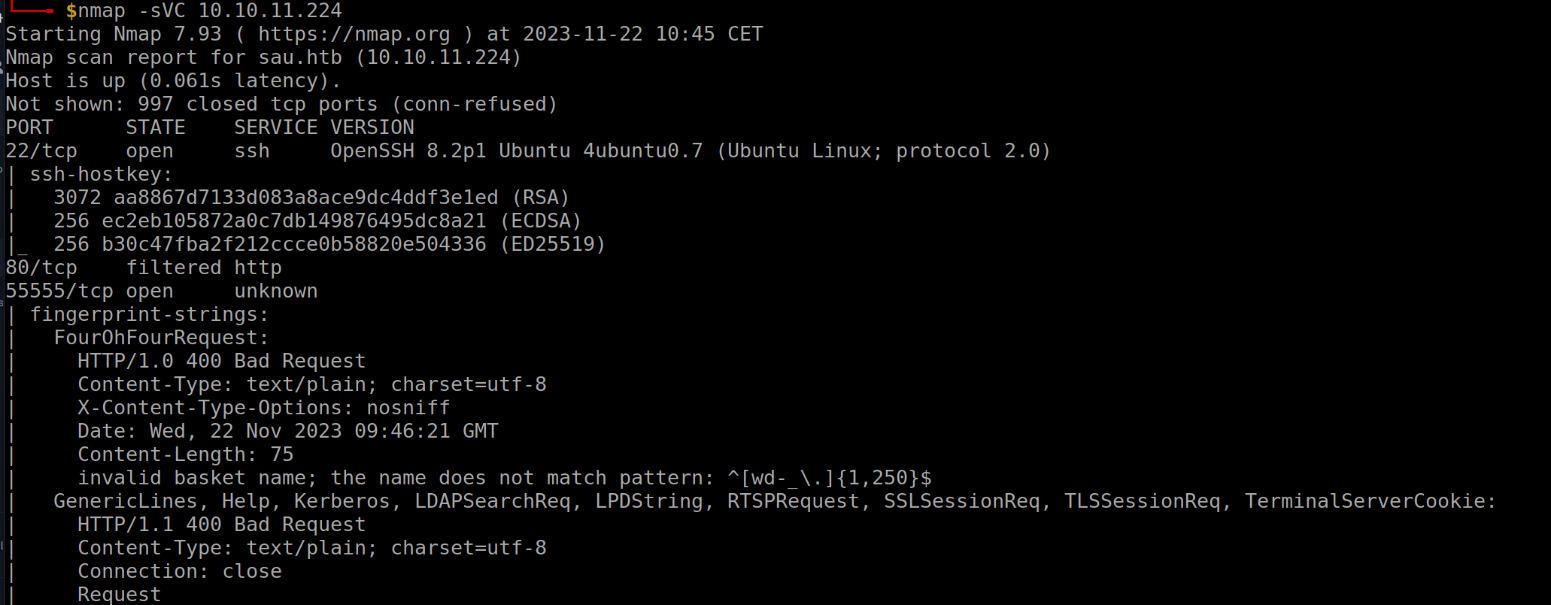 $nmap -sVC 10.10.11.224
Starting Nmap 7.93 ( https://nmap.org ) at 2023-11-22 10:45 CET
Nmap scan report for sau.htb (10.10.11.224)
Host is up (0.061s latency).
Not shown: 997 closed tcp ports (conn-refused)
PORT      STATE    SERVICE VERSION
22/tcp    open     ssh     OpenSSH 8.2p1 Ubuntu 4ubuntu0.7 (Ubuntu Linux; protocol 2.0)
| ssh-hostkey:
|   3072 aa8867d7133d083a8ace9dc4ddf3e1ed (RSA)
|   256 ec2eb105872a0c7db149876495dc8a21 (ECDSA)
|_  256 b30c47fba2f212ccce0b58820e504336 (ED25519)
80/tcp    filtered http
55555/tcp open     unknown
| fingerprint-strings:
|   FourOhFourRequest:
|     HTTP/1.0 400 Bad Request
|     Content-Type: text/plain; charset=utf-8
|     X-Content-Type-Options: nosniff
|     Date: Wed, 22 Nov 2023 09:46:21 GMT
|     Content-Length: 75
|     invalid basket name; the name does not match pattern: ^[wd-_\.]{1,250}$
|   GenericLines, Help, Kerberos, LDAPSearchReq, LPDString, RTSPRequest, SSLSessionReq, TLSSessionReq, TerminalServerCookie:
|     HTTP/1.1 400 Bad Request
|     Content-Type: text/plain; charset=utf-8
|     Connection: close
|     Request